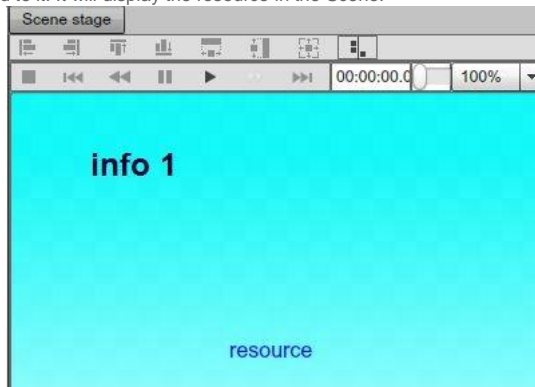 d to it. It will display the resource in the Scene.
Scene stage
00:00:00.0 100%
info 1
resource